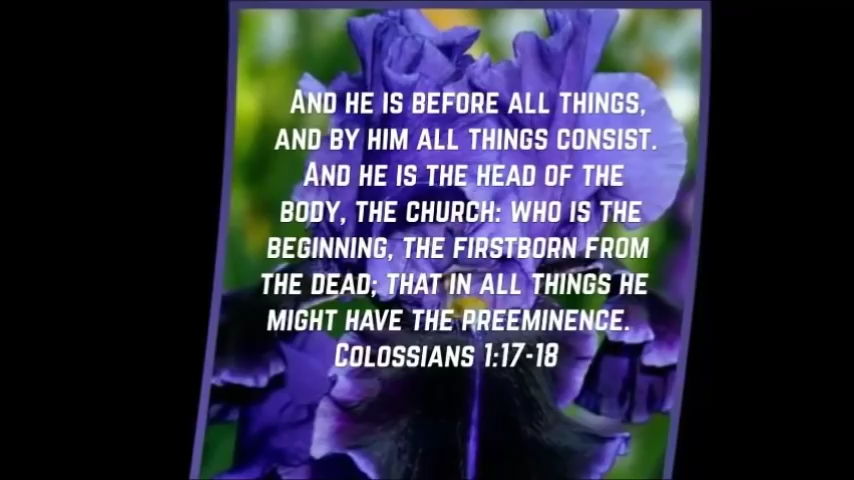 And he is before all things,
and by him all things consist.
And he is the head of the
body, the church: who is the
beginning, the firstborn from
the dead; that in all things he
might have the preeminence.
Colossians 1:17-18